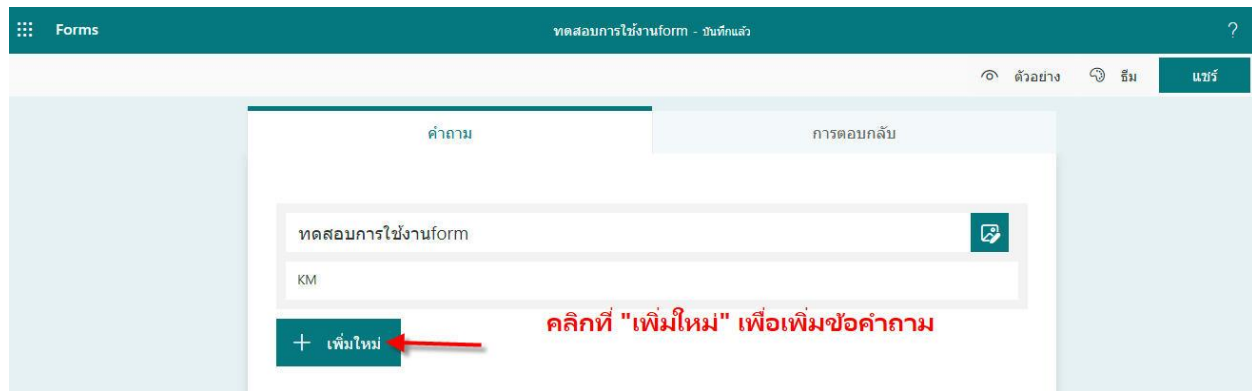 Forms
ทดสอบการใช้งานform - บันทึกแล้ว
?
ตัวอย่าง
ธีม
แชร์
คำถาม
การตอบกลับ
ทดสอบการใช้งานform
KM
คลิกที่ "เพิ่มใหม่" เพื่อเพิ่มข้อคำถาม
เพิ่มใหม่